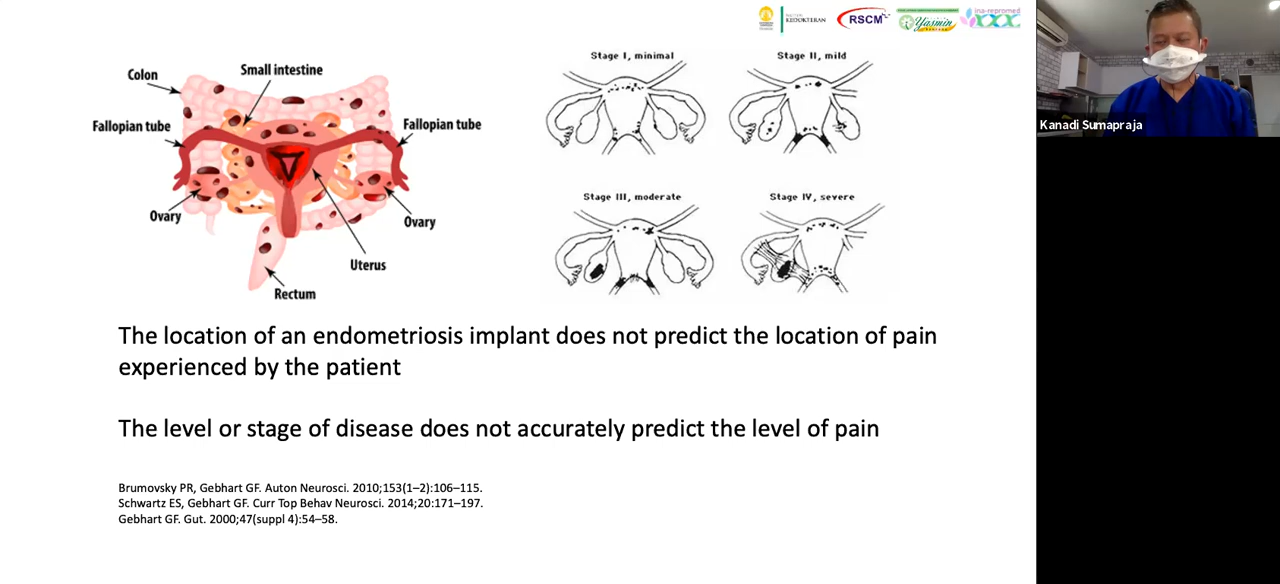 KEDOKTERAN
RSCM
Yasmin
ina-repromed
Colon
Small intestine
Fallopian tube
Fallopian tube
Ovary
Ovary
Uterus
Rectum
Stage I, minimal
Stage II, mild
Stage III, moderate
Stage IV, severe
The location of an endometriosis implant does not predict the location of pain
experienced by the patient
The level or stage of disease does not accurately predict the level of pain
Brumovsky PR, Gebhart GF. Auton Neurosci. 2010;153(1–2):106–115.
Schwartz ES, Gebhart GF. Curr Top Behav Neurosci. 2014;20:171–197.
Gebhart GF. Gut. 2000;47(suppl 4):54–58.
Kanadi Sumapraja